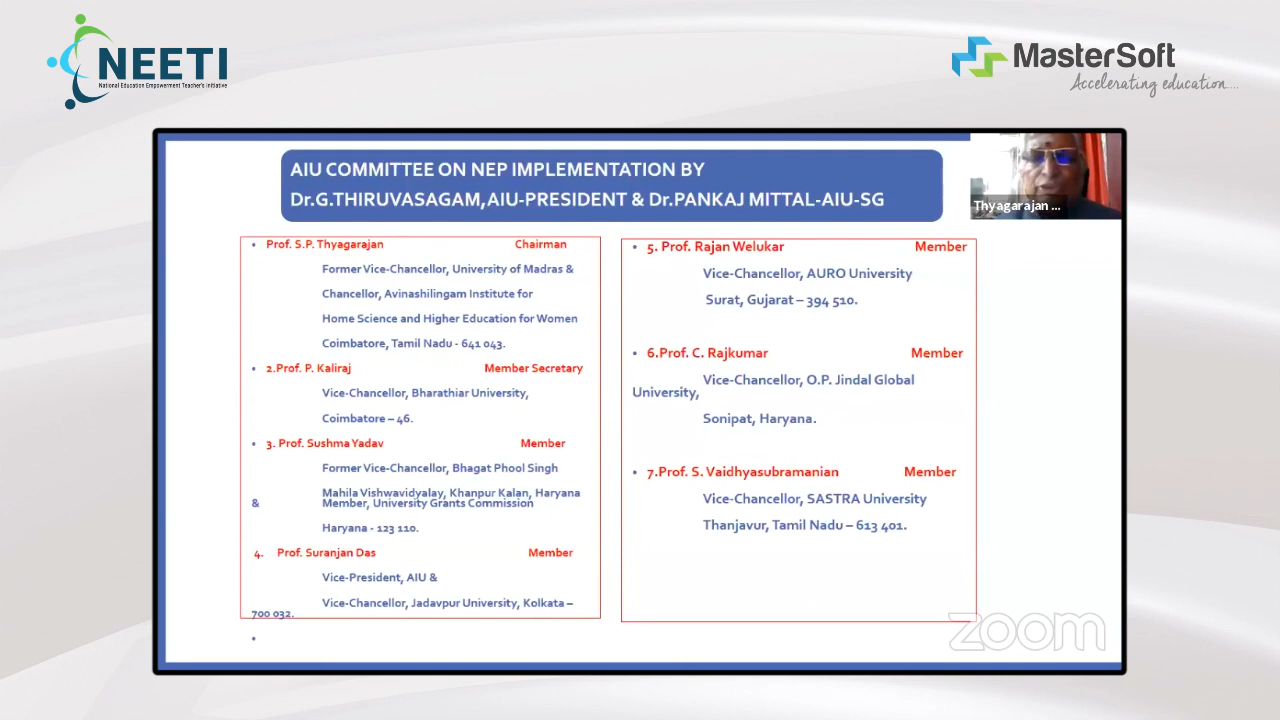 NEETI
National Education Empowerment Teacher's Initiative
MasterSoft
Accelerating education....
AIU COMMITTEE ON NEP IMPLEMENTATION BY
Dr.G.THIRUVASAGAM,AIU-PRESIDENT & Dr.PANKAJ MITTAL-AIU-SG
Thyagarajan ...
• Prof. S.P. Thyagarajan Chairman
Former Vice-Chancellor, University of Madras &
Chancellor, Avinashilingam Institute for
Home Science and Higher Education for Women
Coimbatore, Tamil Nadu - 641 043.
• 2.Prof. P. Kaliraj Member Secretary
Vice-Chancellor, Bharathiar University,
Coimbatore – 46.
• 3. Prof. Sushma Yadav Member
Former Vice-Chancellor, Bhagat Phool Singh
Mahila Vishwavidyalay, Khanpur Kalan, Haryana
& Member, University Grants Commission
Haryana - 123 110.
4. Prof. Suranjan Das Member
Vice-President, AIU &
Vice-Chancellor, Jadavpur University, Kolkata –
700 032.
•
• 5. Prof. Rajan Welukar Member
Vice-Chancellor, AURO University
Surat, Gujarat – 394 510.
• 6.Prof. C. Rajkumar Member
Vice-Chancellor, O.P. Jindal Global
University,
Sonipat, Haryana.
• 7.Prof. S. Vaidhyasubramanian Member
Vice-Chancellor, SASTRA University
Thanjavur, Tamil Nadu – 613 401.
zoom